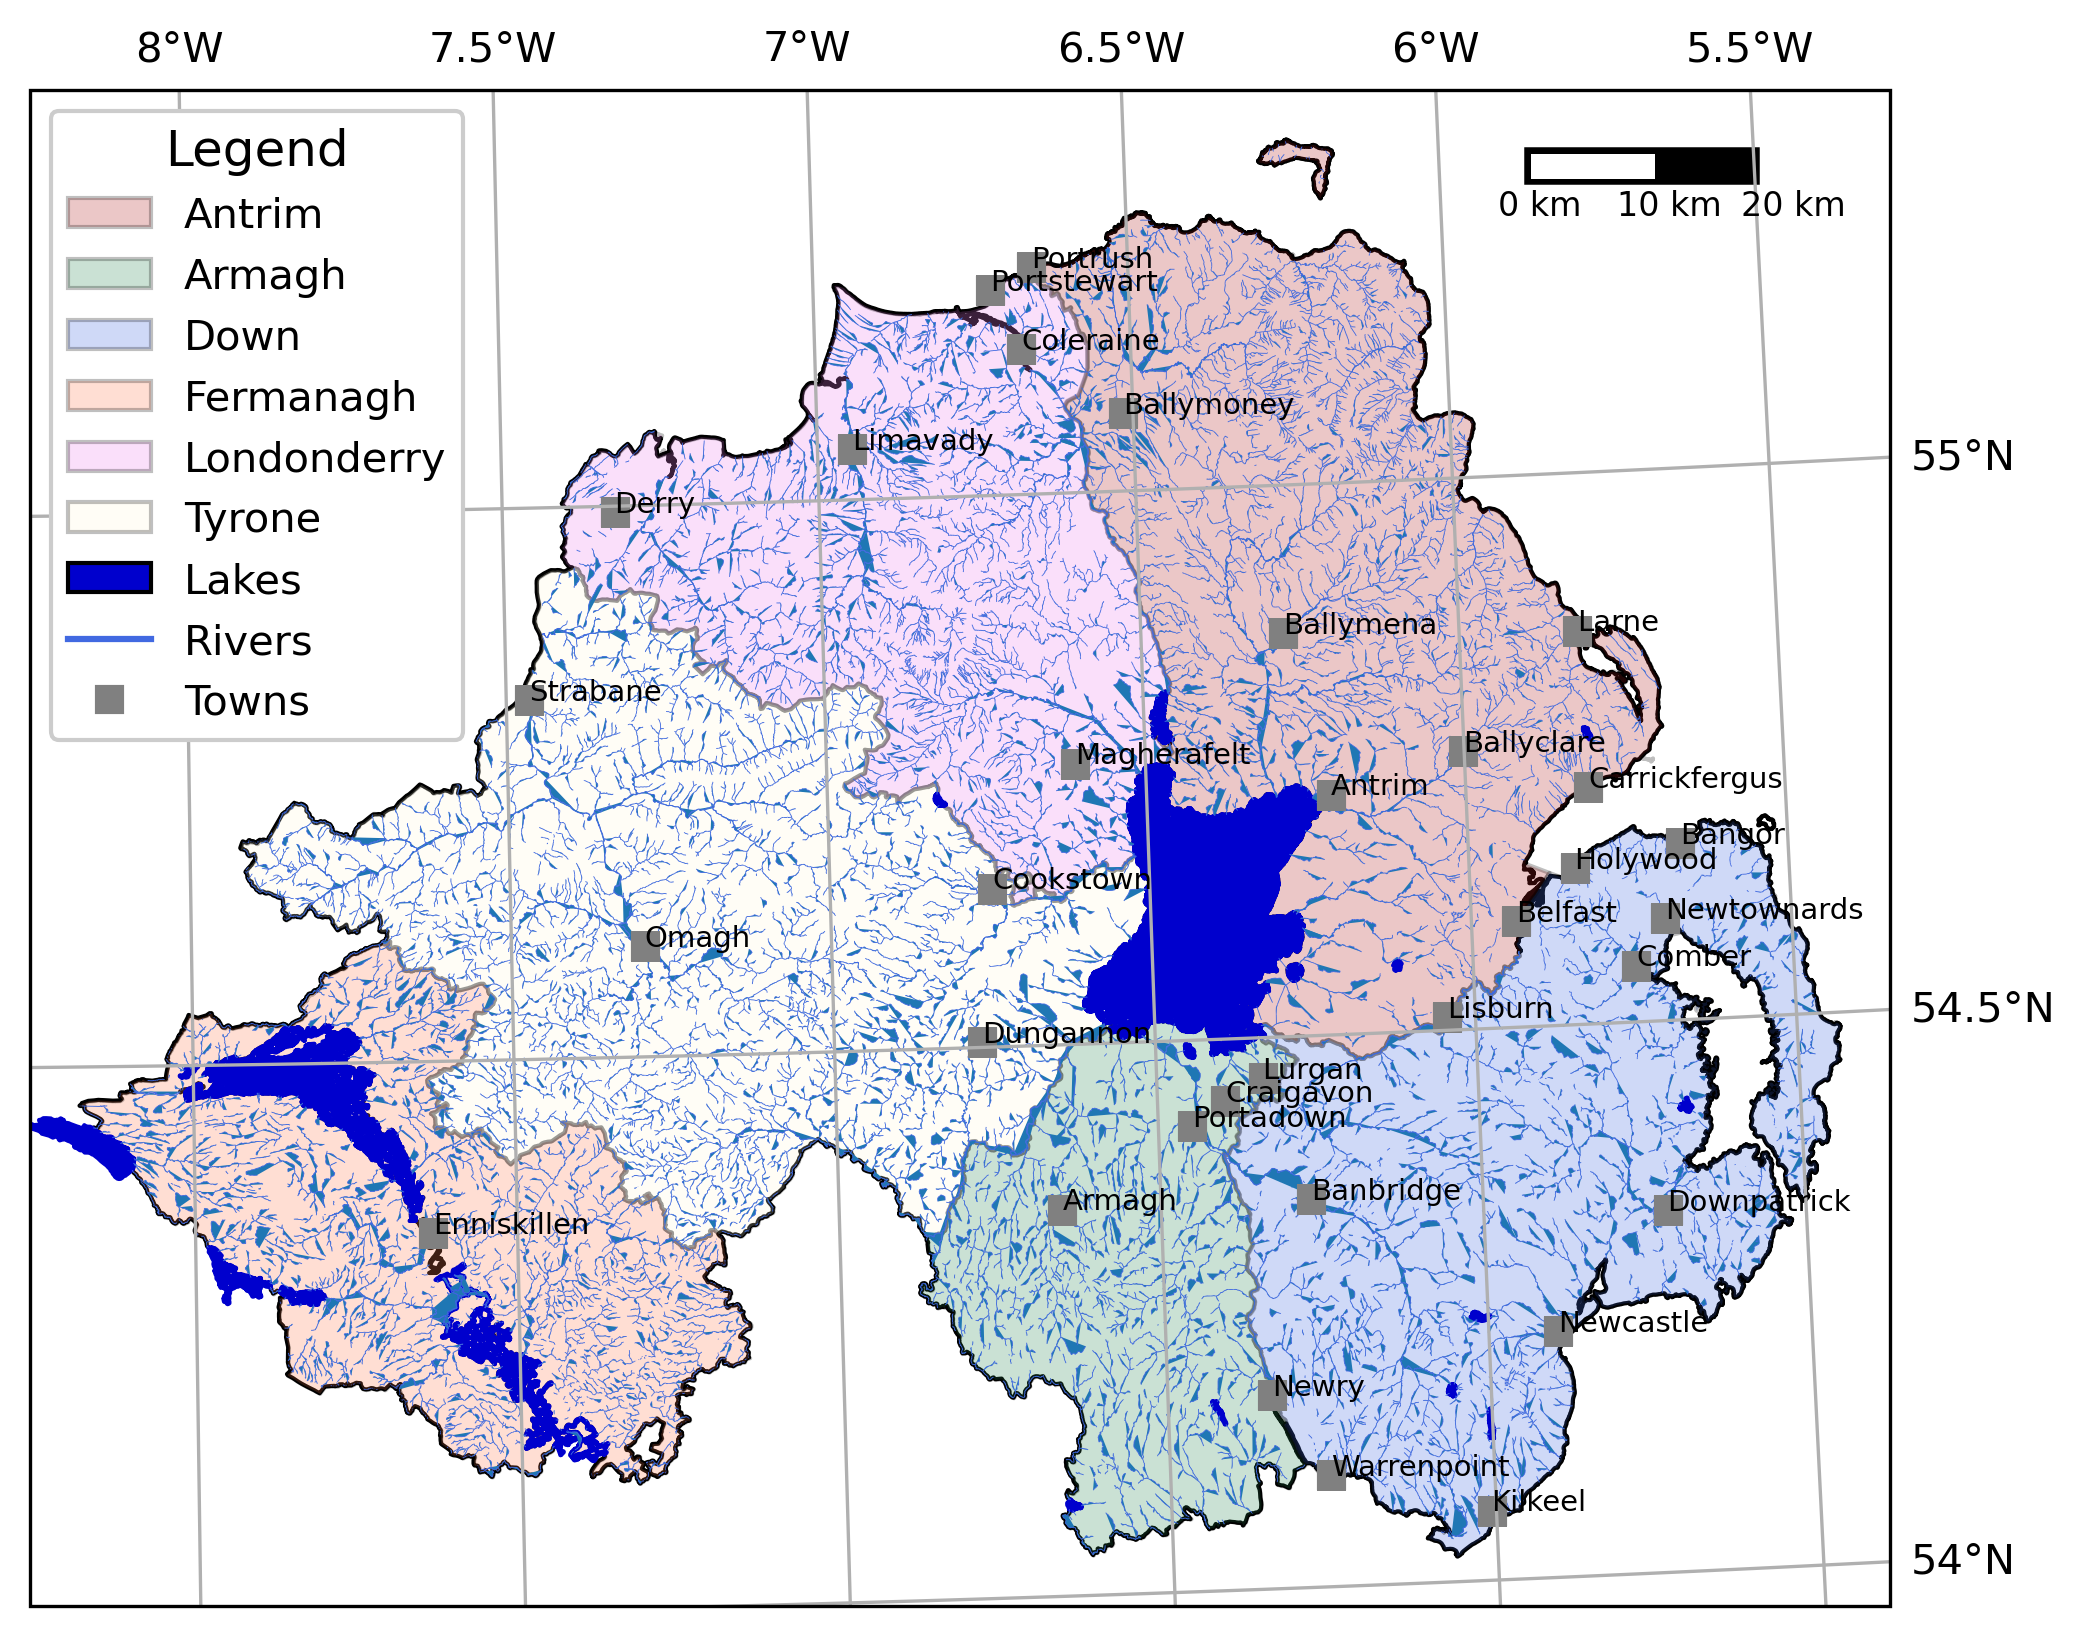 8°W 7.5°W 7°W 6.5°W 6°W 5.5°W
Legend
Antrim
Armagh
Down
Fermanagh
Londonderry
Tyrone
Lakes
Rivers
Towns
0 km 10 km 20 km
Portrush
Portstewart
Coleraine
Ballymoney
Limavady
55°N
Derry
Larne
Ballymena
Strabane
Ballyclare
Magherafelt
Carrickfergus
Antrim
Bangor
Holywood
Cookstown
Newtownards
Belfast
Omagh
Comber
54.5°N
Lisburn
Dungannon
Lurgan
Craigavon
Portadown
Banbridge
Armagh
Downpatrick
Enniskillen
Newcastle
Newry
Warrenpoint
Kilkeel
54°N